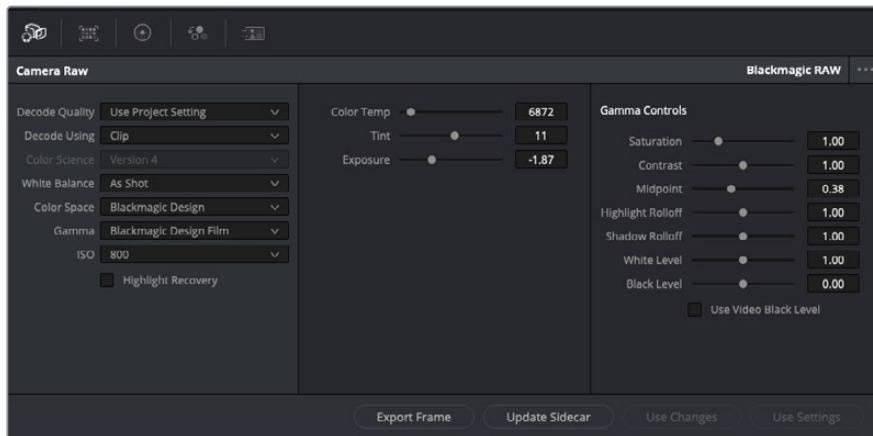 Camera Raw
Blackmagic RAW
Decode Quality Use Project Setting
Decode Using Clip
Color Science Version 4
White Balance As Shot
Color Space Blackmagic Design
Gamma Blackmagic Design Film
ISO 800
Highlight Recovery
Color Temp 6872
Tint 11
Exposure -1.87
Gamma Controls
Saturation 1.00
Contrast 1.00
Midpoint 0.38
Highlight Rolloff 1.00
Shadow Rolloff 1.00
White Level 1.00
Black Level 0.00
Use Video Black Level
Export Frame Update Sidecar Use Changes Use Settings